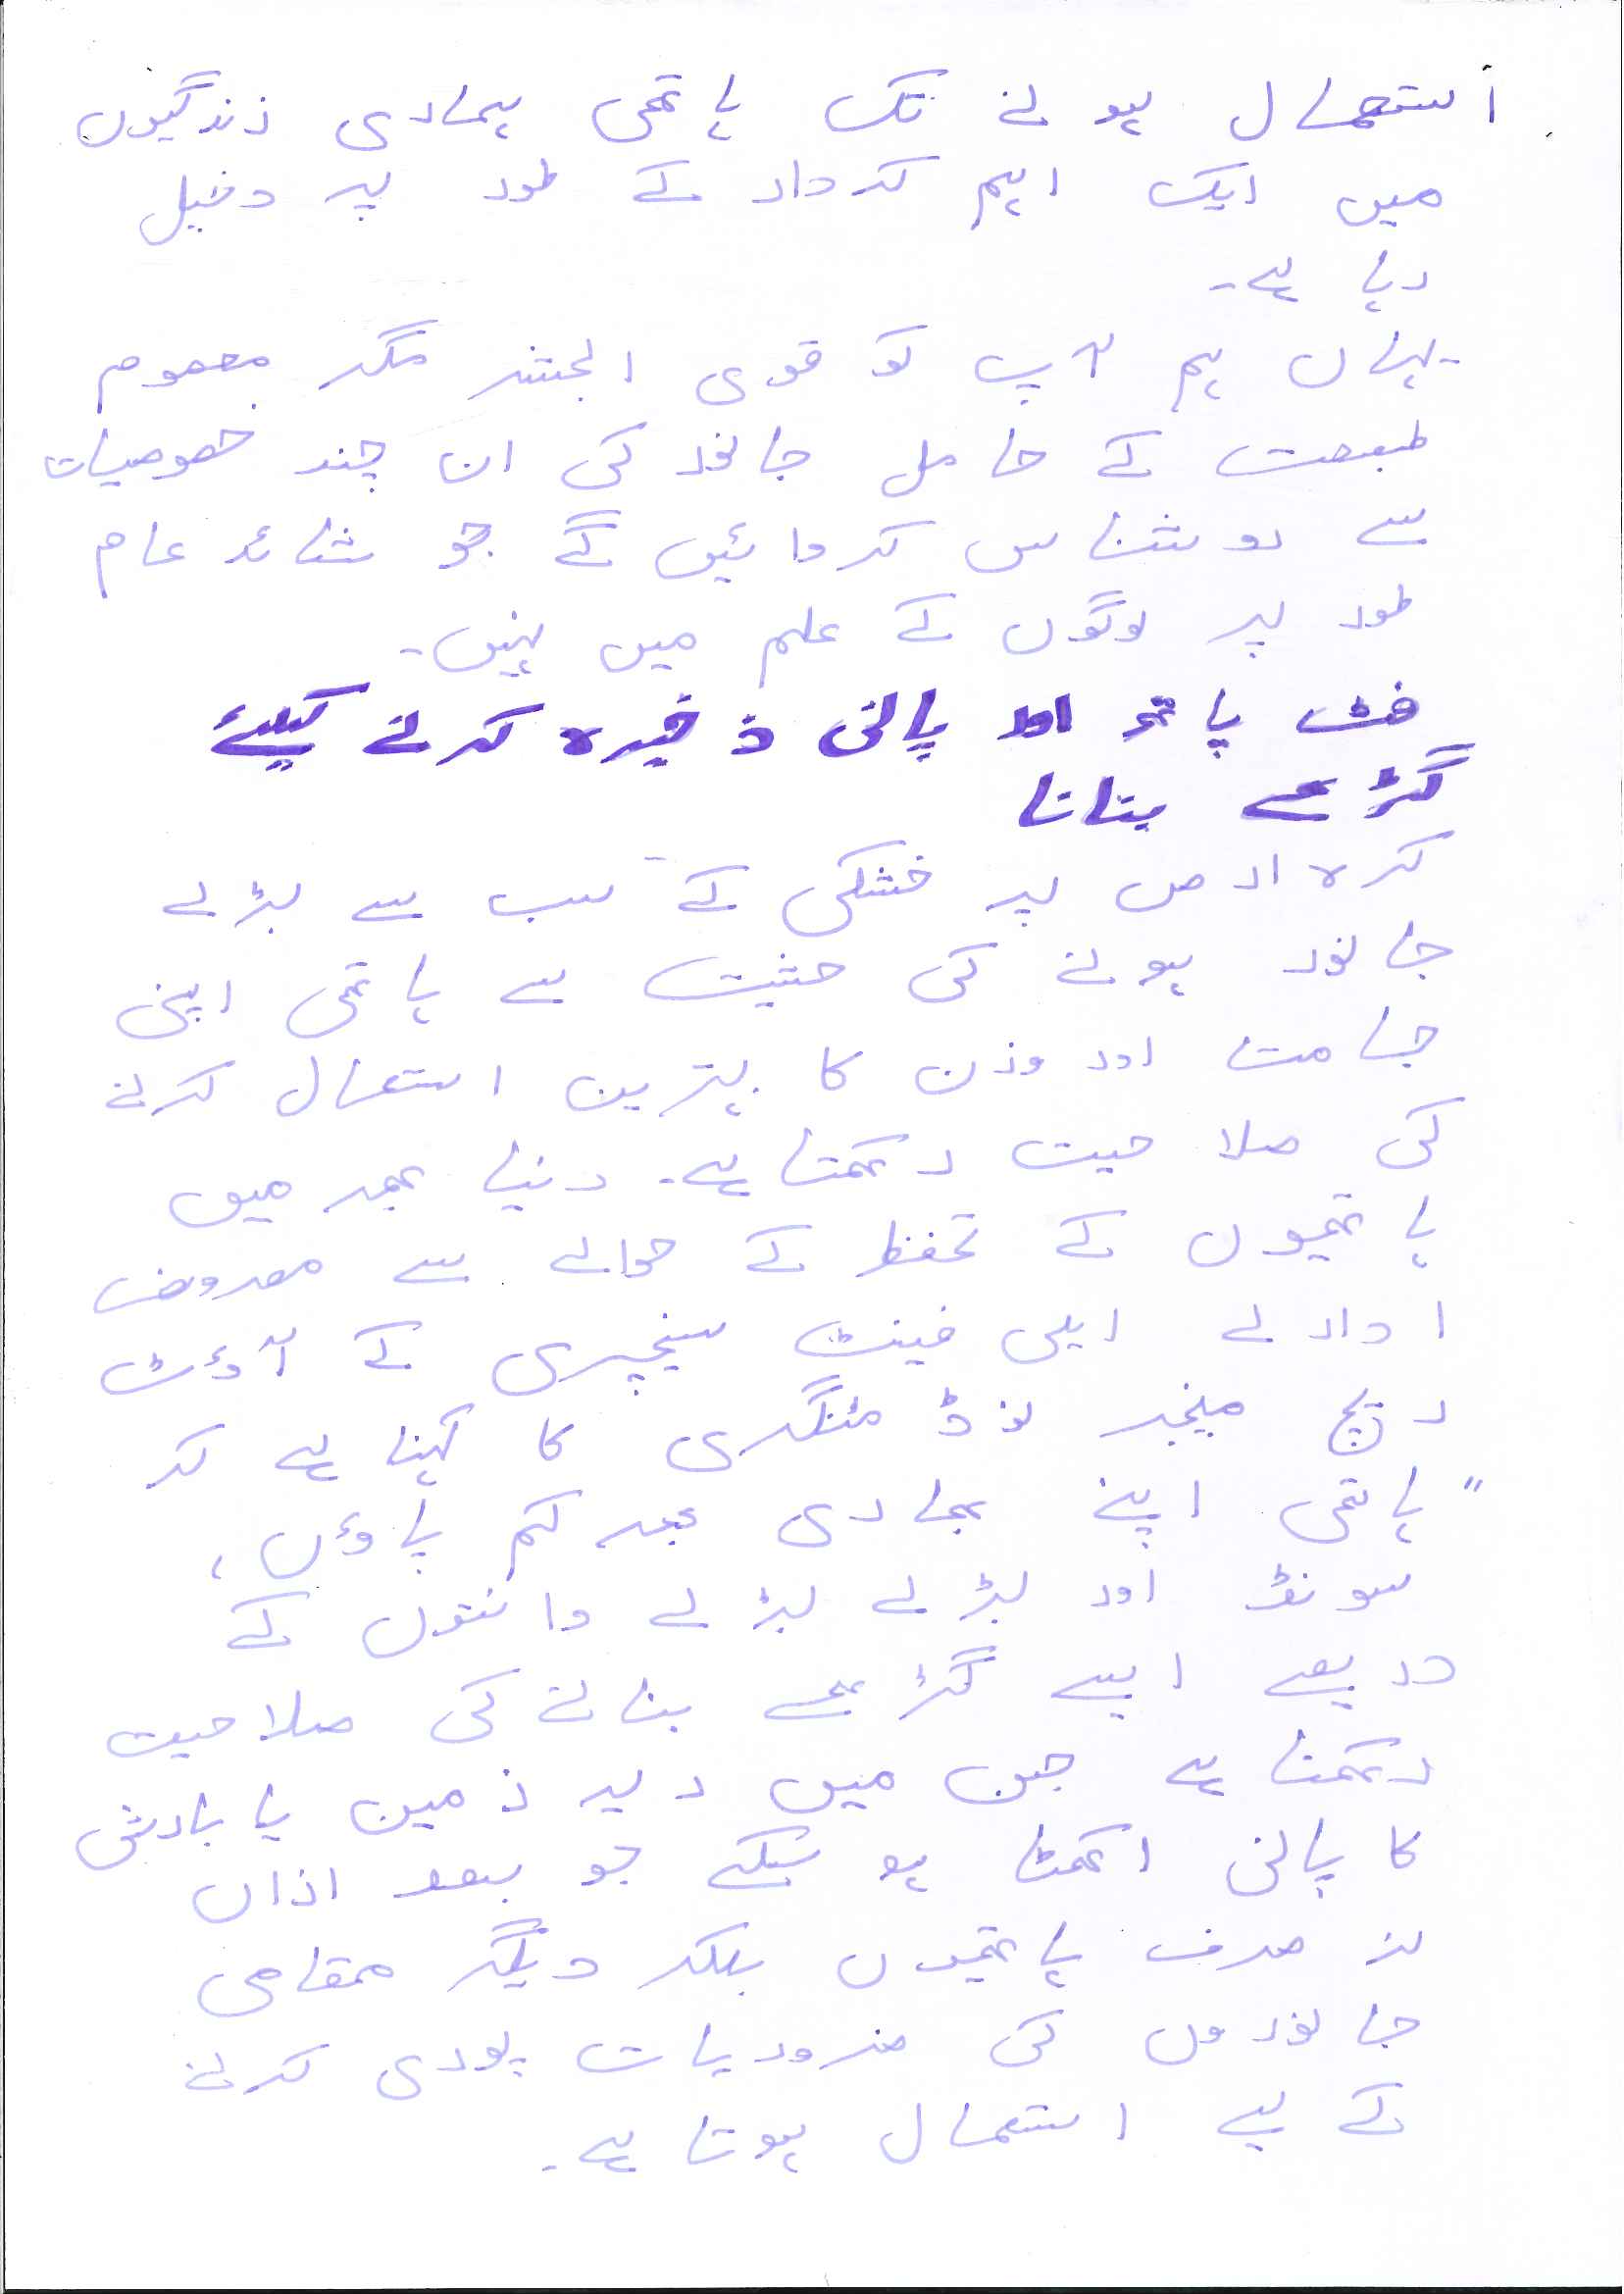 استعمال ہونے تک ہاتھی ہماری زندگیوں
میں ایک اہم کردار کے طور پر دخیل
رہا ہے۔
یہاں ہم آپ کو قوی الجثہ مگر معصوم
طبیعت کے حامل جانور کی ان چند خصوصیات
سے روشناس کروائیں گے جو شائد عام
طور پر لوگوں کے علم میں نہیں۔
فٹ پاتھ اور پانی ذخیرہ کرنے کیلئے
گڑھے بنانا
کرہ ارض پر خشکی کے سب سے بڑے
جانور ہونے کی حثیت سے ہاتھی اپنی
جسامت اور وزن کا بہترین استعمال کرنے
کی صلاحیت رکھتا ہے۔ دنیا بھر میں
ہاتھیوں کے تحفظ کے حوالے سے معروف
ادارے ایلی فینٹ سینچری کے آؤٹ
ریچ مینجر ٹوڈ منٹگمری کا کہنا ہے کہ
"ہاتھی اپنے بھاری بھرکم پاوؤں،
سونڈ اور بڑے بڑے دانتوں کے
ذریعے ایسے گڑھے بنانے کی صلاحیت
رکھتا ہے جن میں زیر زمین یا بارش
کا پانی اکھٹا ہو سکے جو بعد ازاں
نہ صرف ہاتھیوں بلکہ دیگر مقامی
جانوروں کی ضروریات پوری کرنے
کے لیے استعمال ہوتا ہے۔